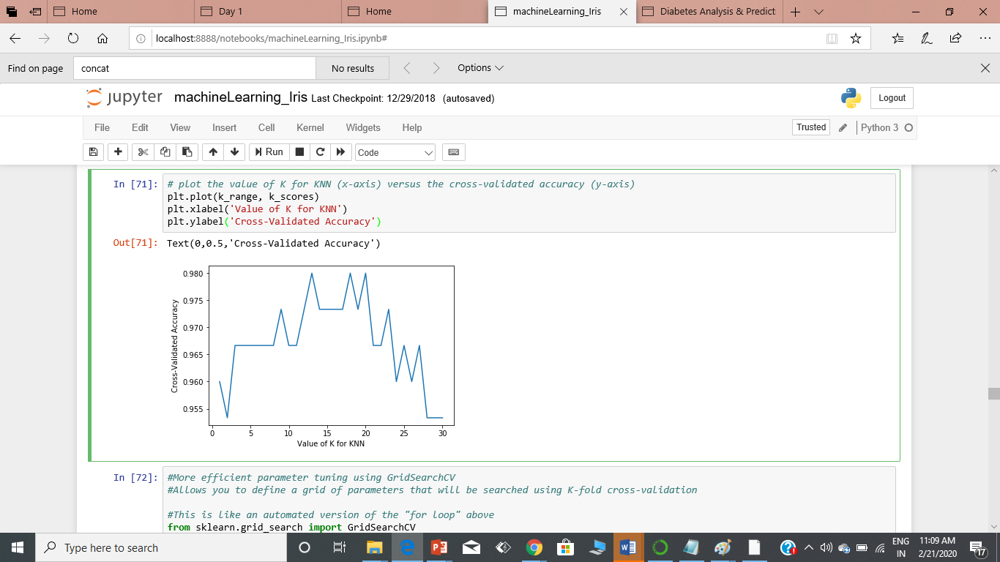 Home
Day 1
Home
machineLearning_Iris
Diabetes Analysis & Predict
localhost:8888/notebooks/machineLearning_Iris.ipynb#
Find on page
concat
No results
Options
jupyter machineLearning_Iris Last Checkpoint: 12/29/2018 (autosaved)
Logout
File Edit View Insert Cell Kernel Widgets Help
Trusted
Python 3
Run
Code
In [71]:
# plot the value of K for KNN (x-axis) versus the cross-validated accuracy (y-axis)
plt.plot(k_range, k_scores)
plt.xlabel('Value of K for KNN')
plt.ylabel('Cross-Validated Accuracy')
Out[71]: Text(0,0.5,'Cross-Validated Accuracy')
Cross-Validated Accuracy
0.980
0.975
0.970
0.965
0.960
0.955
0 5 10 15 20 25 30
Value of K for KNN
In [72]:
#More efficient parameter tuning using GridSearchCV
#Allows you to define a grid of parameters that will be searched using K-fold cross-validation
#This is like an automated version of the "for loop" above
from sklearn.grid_search import GridSearchCV
Type here to search
ENG
IN
11:09 AM
2/21/2020
17